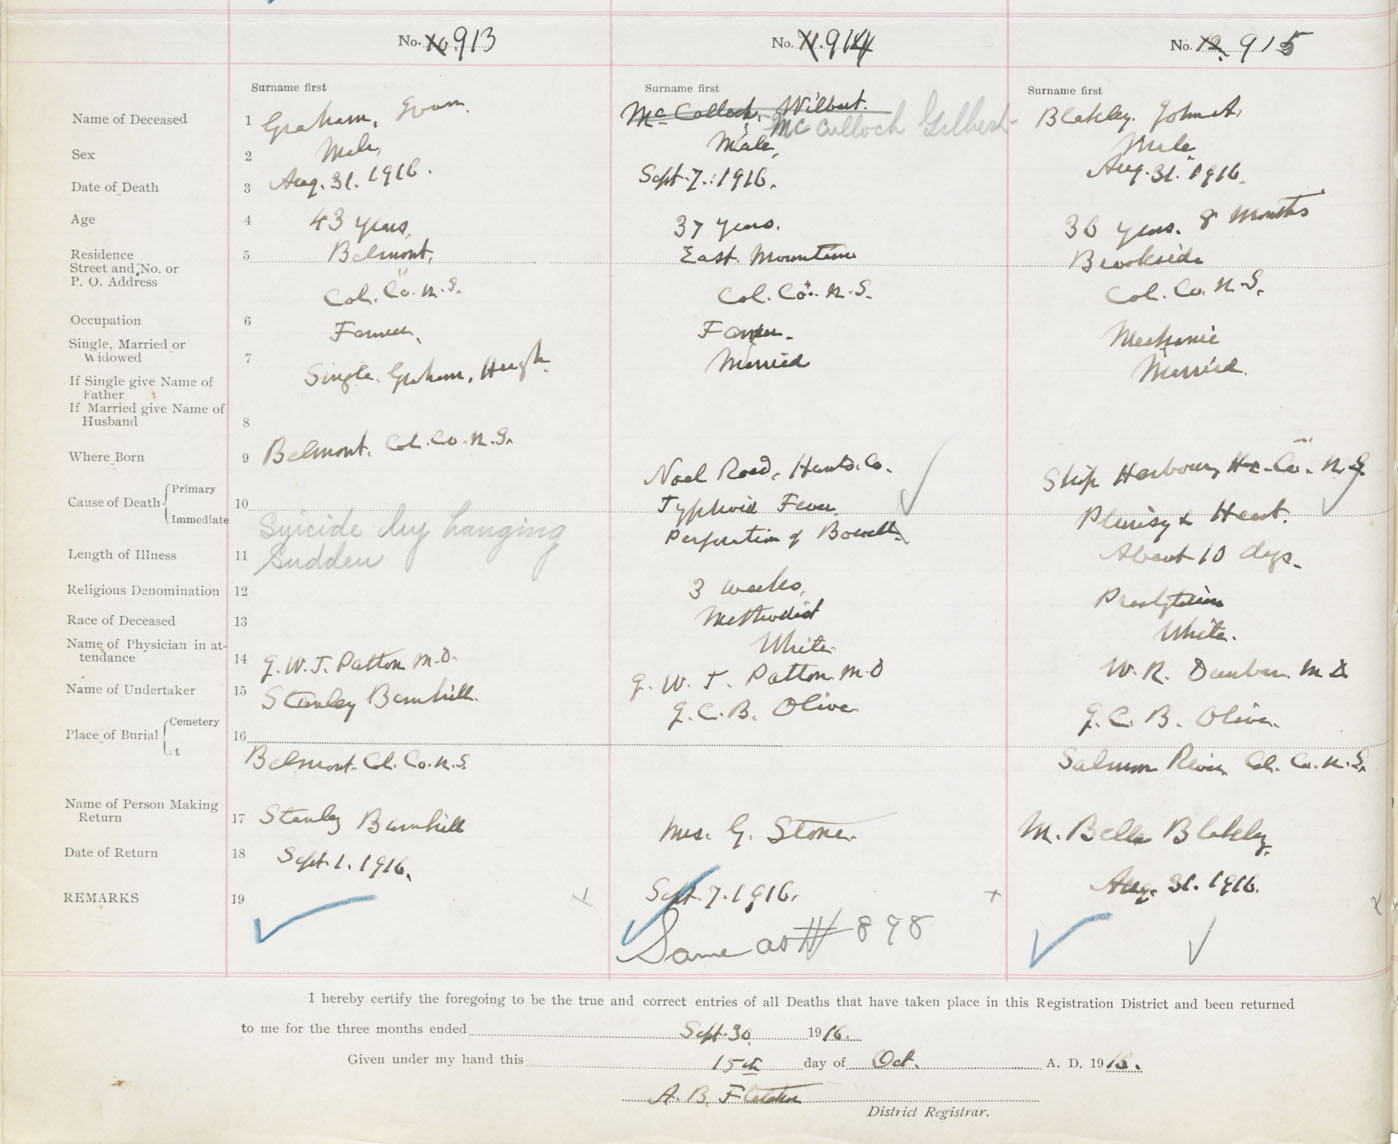 No. 10. 913
No. 11. 914
No. 12. 915
Surname first
Surname first
Surname first
Name of Deceased 1 Graham, Evan. Mc Colloch, Wilbert. Blakley. John A.
Mc Culloch Gilbert
Sex 2 Male, Male, Male
Date of Death 3 Aug. 31. 1916. Sept. 7. 1916. Aug. 31. 1916.
Age 4 43 years, 37 years. 36 years. 8 Months
Residence 5 Belmont, East Mountain Brookside
Street and No. or
P. O. Address Col. Co. N. S. Col. Co. N. S. Col. Co. N. S.
Occupation 6 Farmer, Farmer. Mechanic
Single, Married or
Widowed 7 Single. Graham, Hugh. Married Married.
If Single give Name of
Father
If Married give Name of
Husband 8
Where Born 9 Belmont. Col. Co. N. S. Noel Road, Hants. Co. Ship Harbour, Hx. Co. N. S.
Cause of Death Primary 10 Typhoid Fever. Pleurisy & Heart.
Immediate Suicide by hanging Perforation of Bowell.
Length of Illness 11 Sudden 3 weeks, About 10 days.
Religious Denomination 12 Methodist Presbyterian
Race of Deceased 13 White White.
Name of Physician in at-
tendance 14 J. W. T. Patton M.D. J. W. T. Patton M.D W. R. Dunbar M.D
Name of Undertaker 15 Stanley Barnhill. J. C. B. Olive J. C. B. Olive.
Place of Burial Cemetery 16
Belmont. Col. Co. N. S. Salmon River Col. Co. N. S.
Name of Person Making
Return 17 Stanley Barnhill Mrs. G. Stone. M. Belle Blakley,
Date of Return 18 Sept. 1. 1916. Sept. 7. 1916. Aug. 31. 1916.
REMARKS 19
Same as # 898
I hereby certify the foregoing to be the true and correct entries of all Deaths that have taken place in this Registration District and been returned
to me for the three months ended Sept. 30 1916.
Given under my hand this 15th day of Oct. A. D. 1916.
A. B. Fletcher
District Registrar.